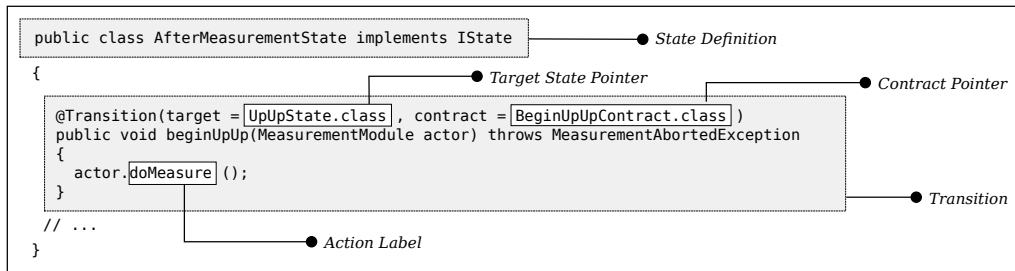 public class AfterMeasurementState implements IState
State Definition
{
Target State Pointer
Contract Pointer
@Transition(target = UpUpState.class , contract = BeginUpUpContract.class )
public void beginUpUp(MeasurementModule actor) throws MeasurementAbortedException
{
actor.doMeasure ();
}
Transition
// ...
Action Label
}